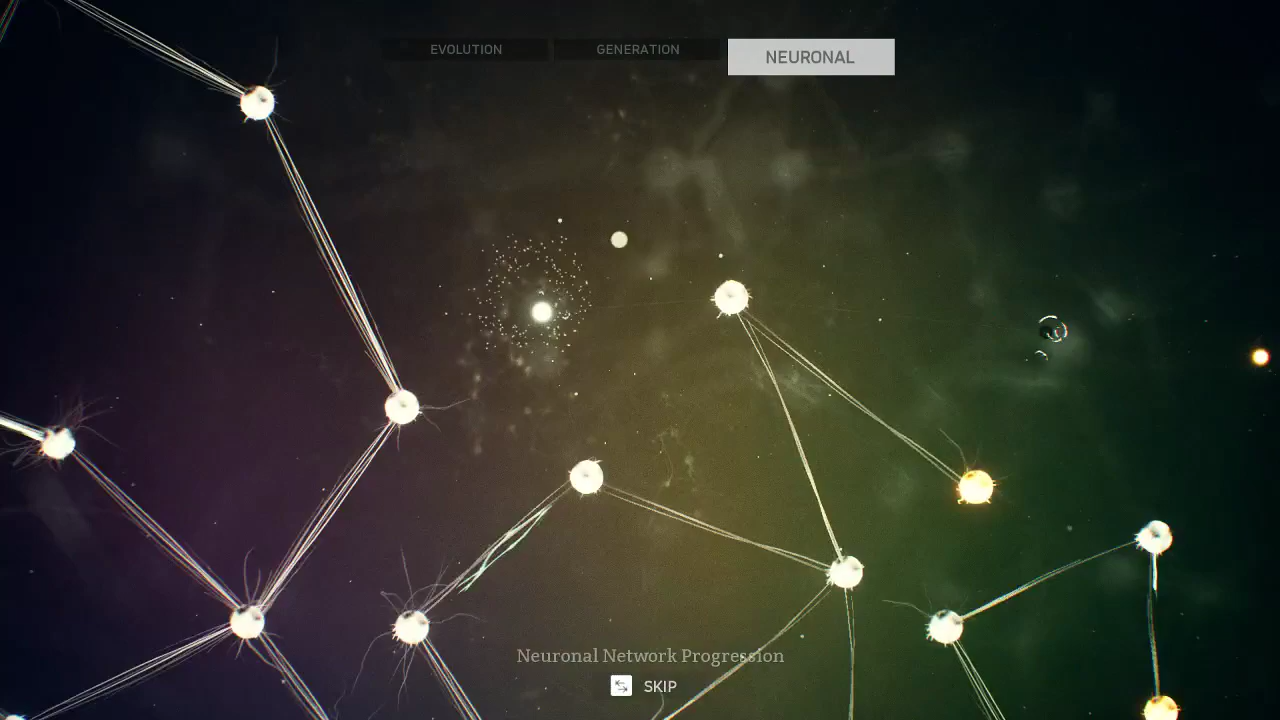 EVOLUTION
GENERATION
NEURONAL
Neuronal Network Progression
SKIP